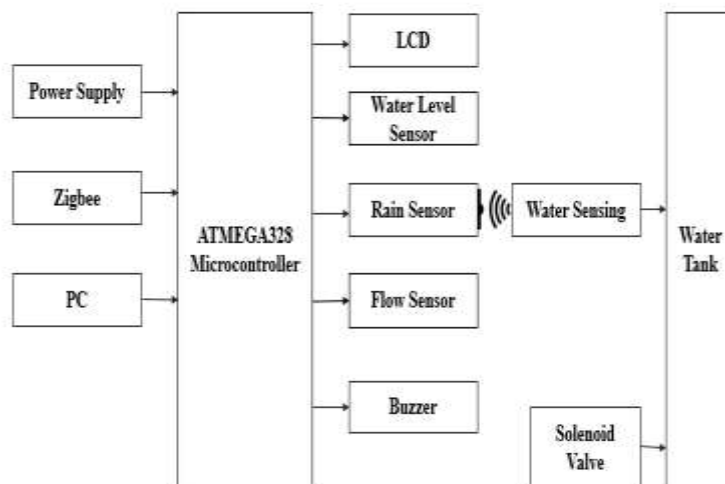 Power Supply
Zigbee
PC
ATMEGA328
Microcontroller
LCD
Water Level
Sensor
Rain Sensor
Flow Sensor
Buzzer
Water Sensing
Solenoid
Valve
Water
Tank